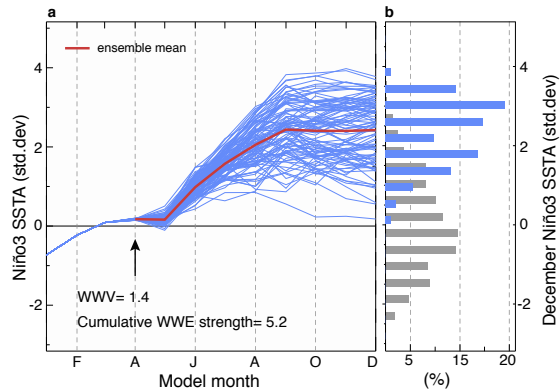 a
b
ensemble mean
4
2
0
-2
Niño3 SSTA (std.dev)
WWV= 1.4
Cumulative WWE strength= 5.2
F
A
J
A
O
D
Model month
4
2
0
-2
December Niño3 SSTA (std.dev)
5
10
15
20
(%)